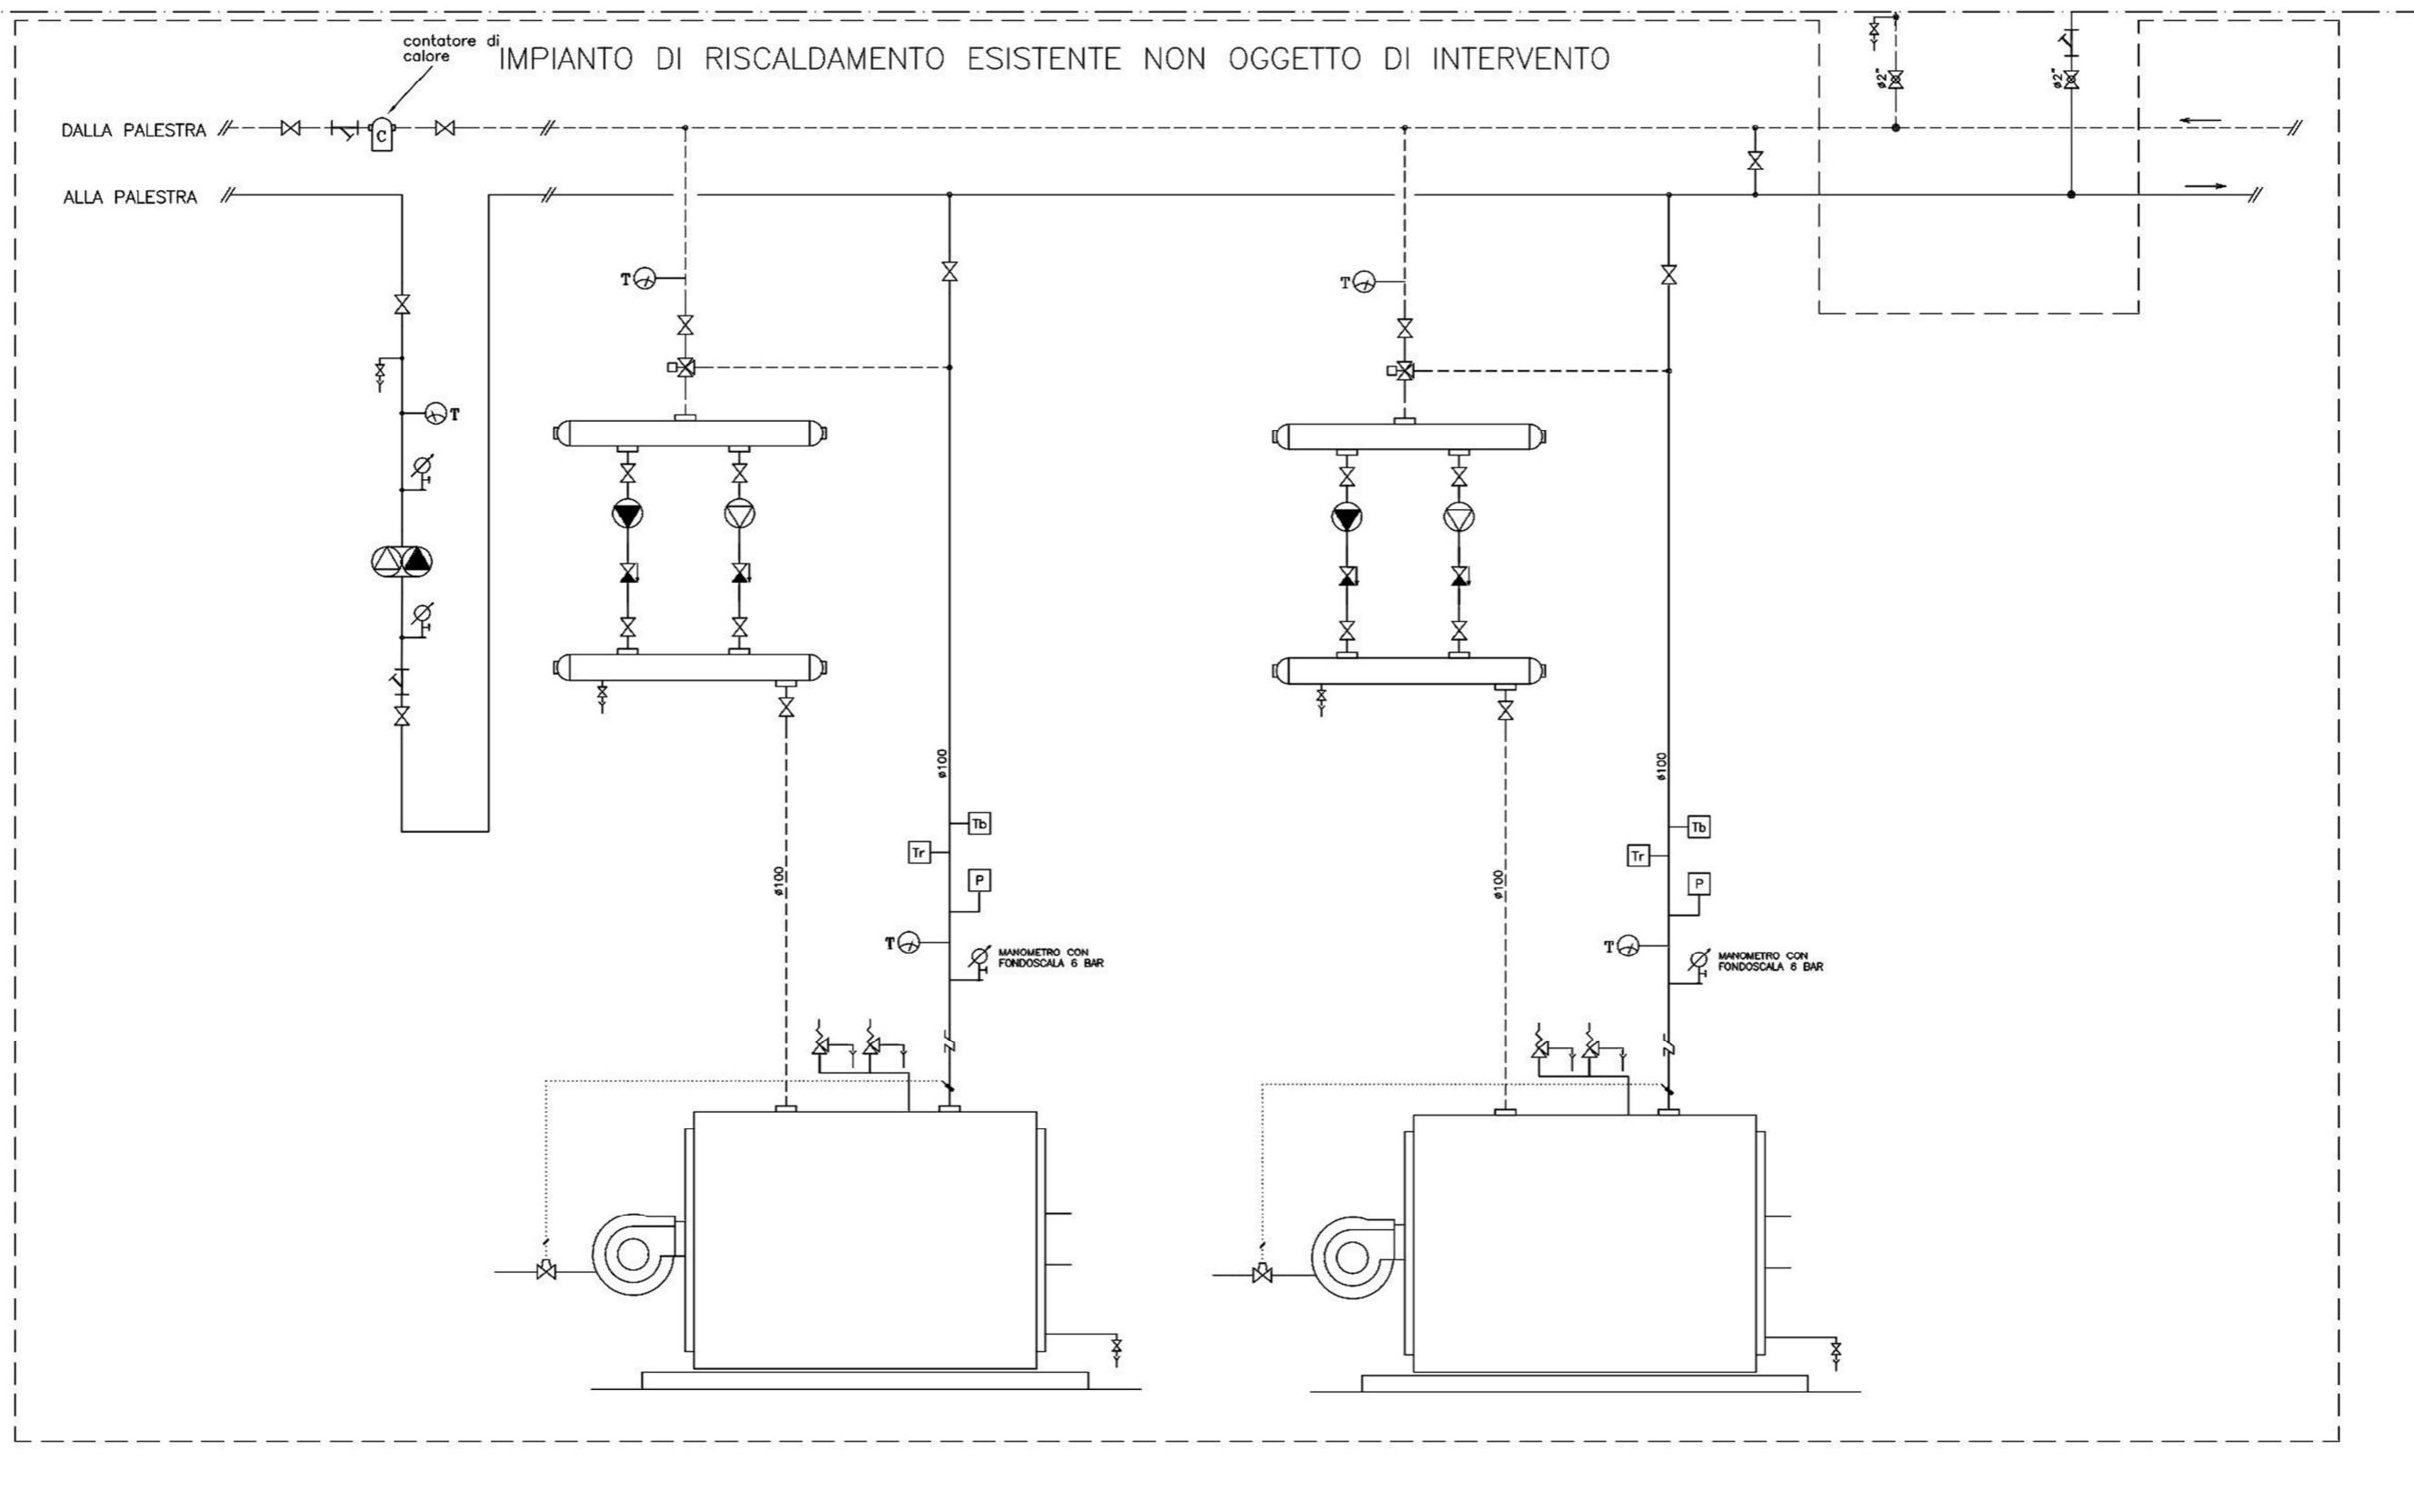 contatore di
calore
IMPIANTO DI RISCALDAMENTO ESISTENTE NON OGGETTO DI INTERVENTO
ø2"
ø2"
DALLA PALESTRA
C
ALLA PALESTRA
T
T
T
ø100
ø100
Tb
Tb
Tr
Tr
ø100
P
ø100
P
T
T
MANOMETRO CON
FONDOSCALA 6 BAR
MANOMETRO CON
FONDOSCALA 6 BAR